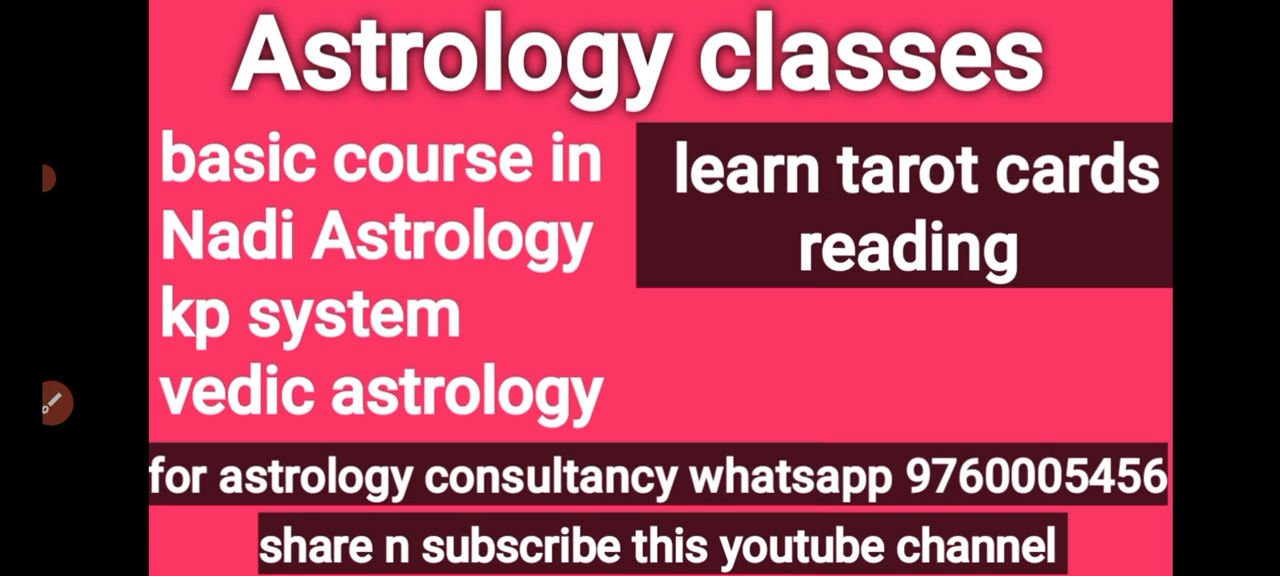 Astrology classes
basic course in
Nadi Astrology
kp system
vedic astrology
learn tarot cards
reading
for astrology consultancy whatsapp 9760005456
share n subscribe this youtube channel